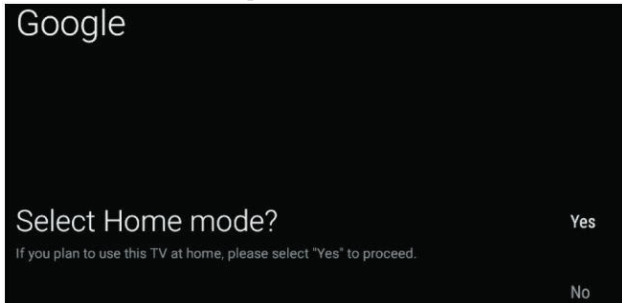 Google
Select Home mode?
Yes
If you plan to use this TV at home, please select "Yes" to proceed.
No